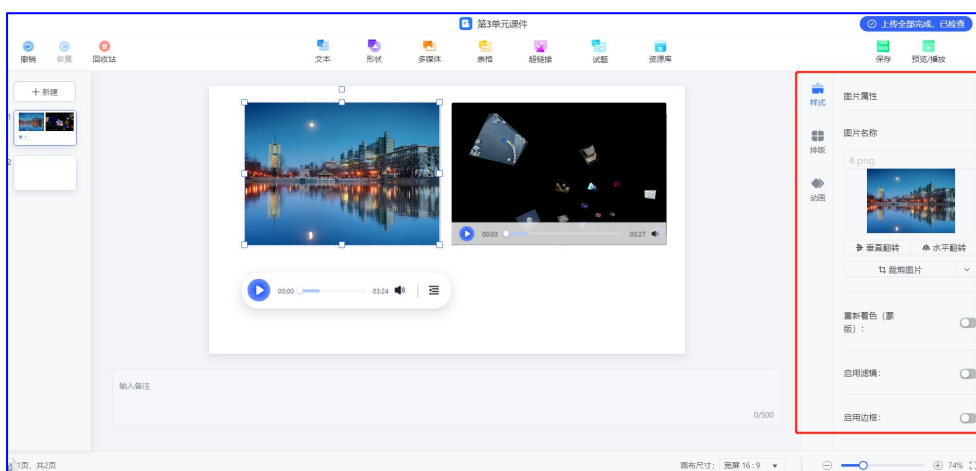 第3单元课件
上传全部完成，已检查
撤销
恢复
回收站
文本
形状
多媒体
表格
超链接
试题
资源库
保存
预览/播放
＋新建
1
2
00:03
03:27
00:00
03:24
输入备注
0/500
样式
排版
动画
图片属性
图片名称
4.png
垂直翻转
水平翻转
裁剪图片
重新着色（蒙
版）：
启用滤镜：
启用边框：
1页，共2页
画布尺寸：宽屏 16:9
74%